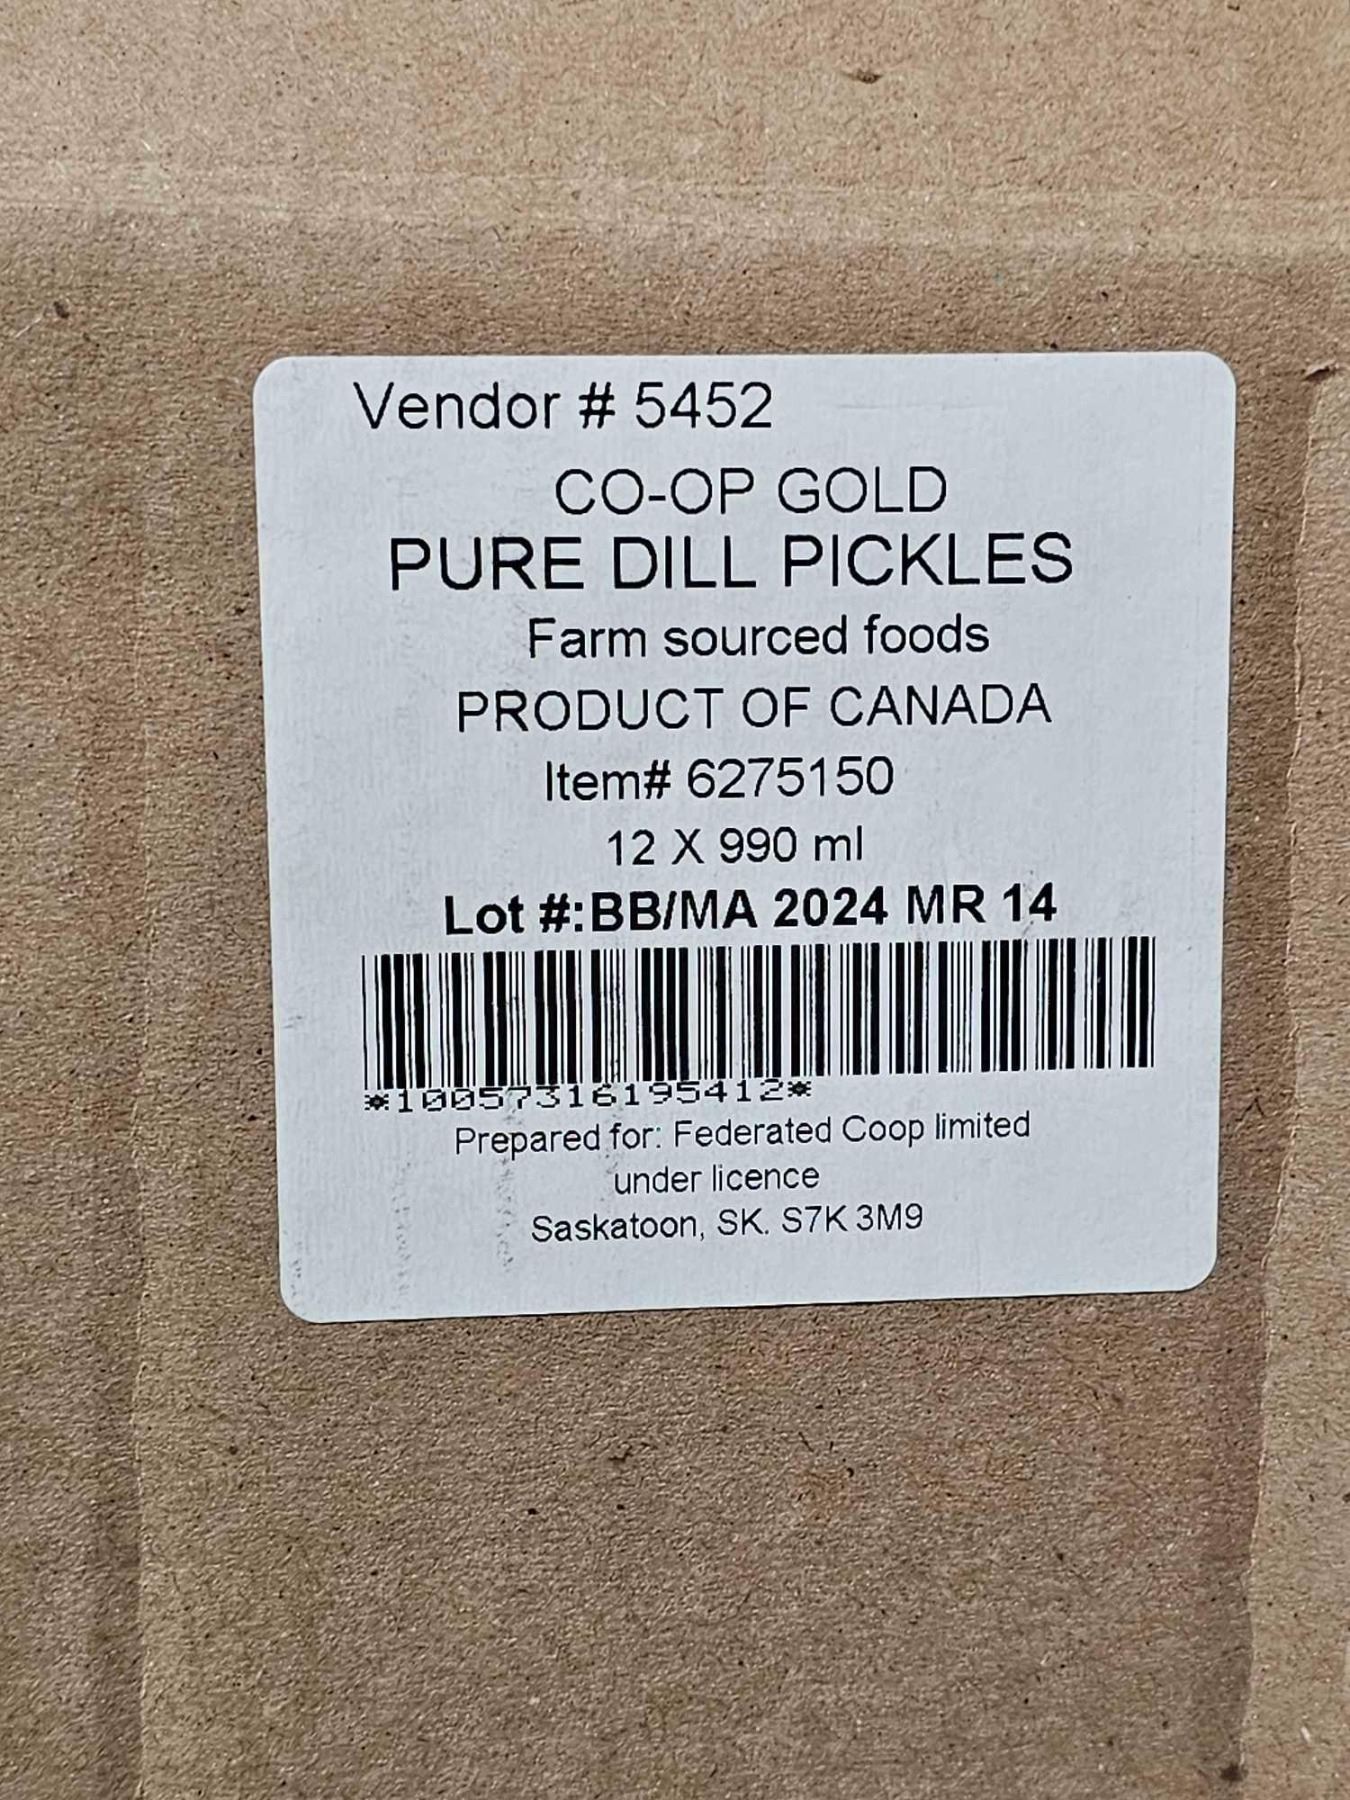 Vendor # 5452
CO-OP GOLD
PURE DILL PICKLES
Farm sourced foods
PRODUCT OF CANADA
Item# 6275150
12 X 990 ml
Lot #:BB/MA 2024 MR 14
*10057316195412*
Prepared for: Federated Coop limited
under licence
Saskatoon, SK. S7K 3M9